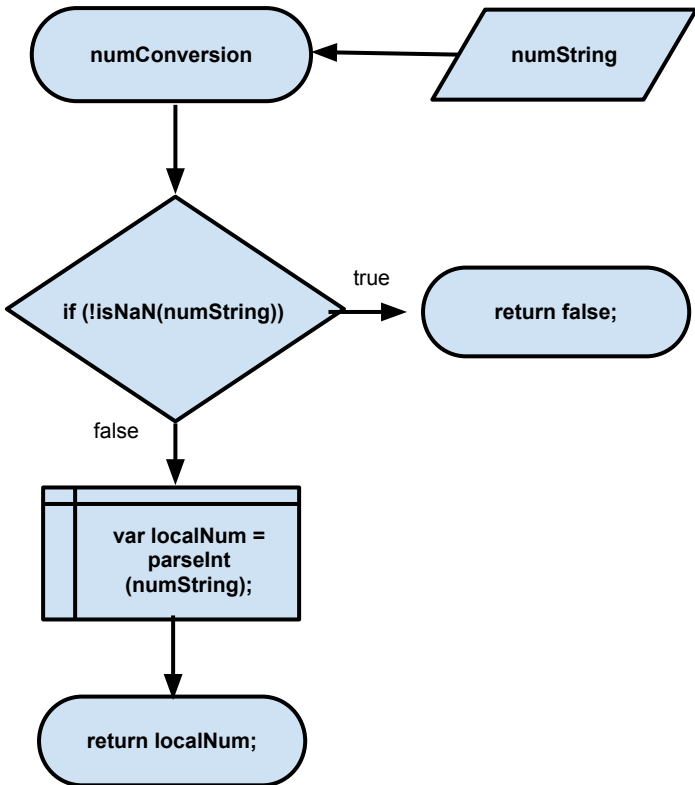 numConversion
numString
if (!isNaN(numString))
true
return false;
false
var localNum =
parseInt
(numString);
return localNum;